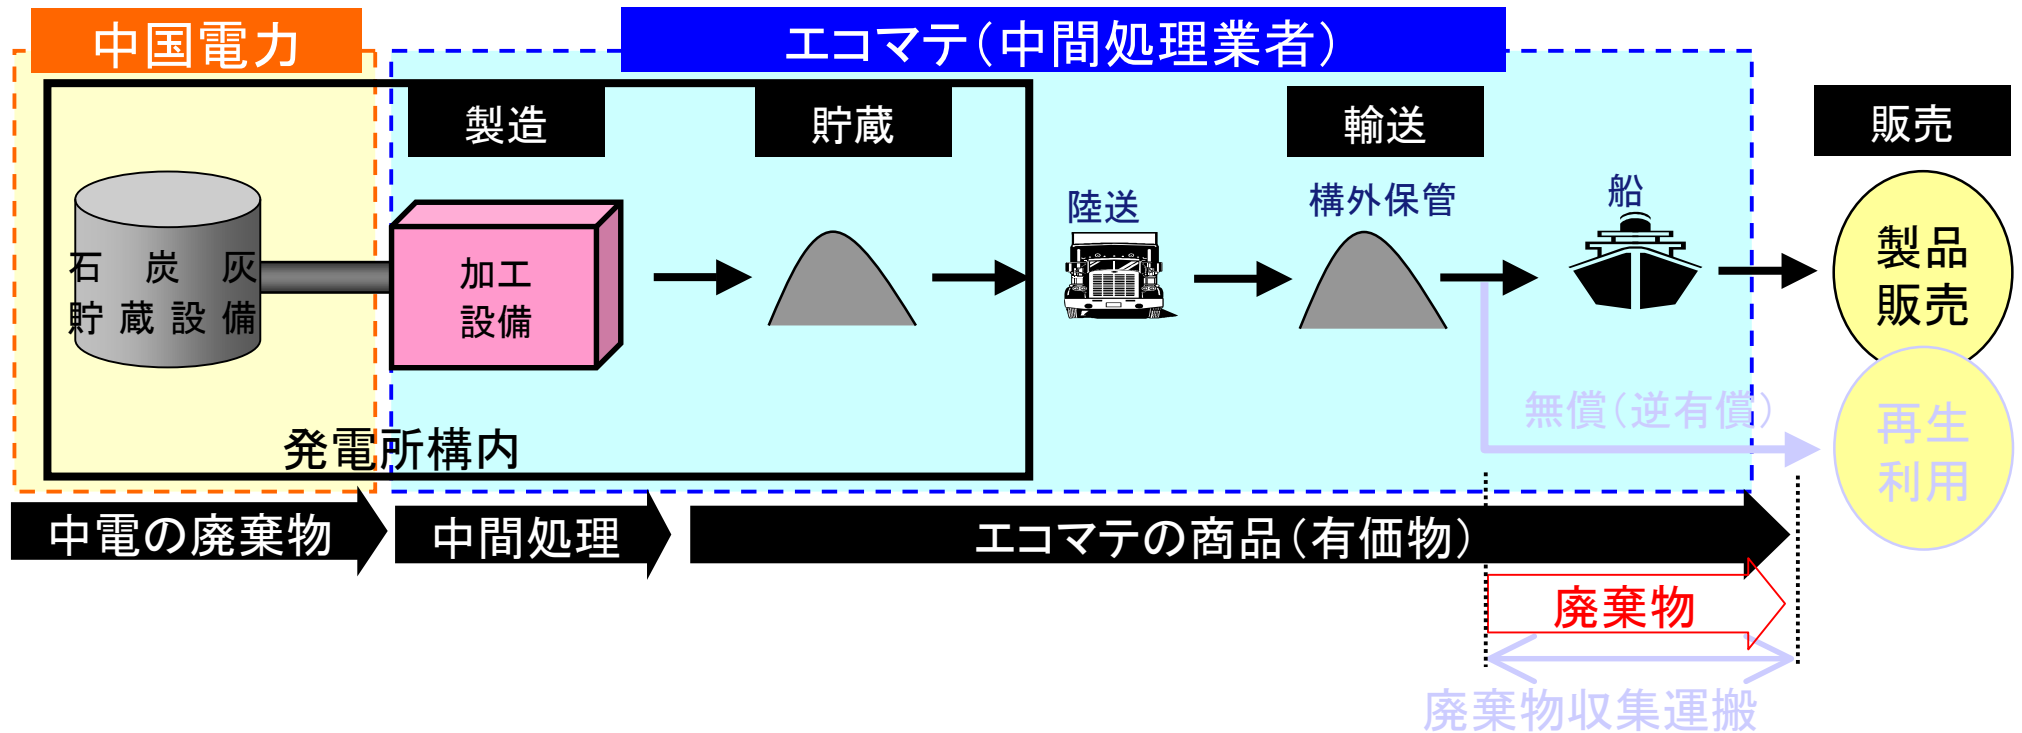 中国電力
エコマテ(中間処理業者)
製造
貯蔵
輸送
販売
石炭灰
貯蔵設備
加工
設備
陸送
構外保管
船
製品
販売
無償(逆有償)
再生
利用
発電所構内
中電の廃棄物
中間処理
エコマテの商品(有価物)
廃棄物
廃棄物収集運搬